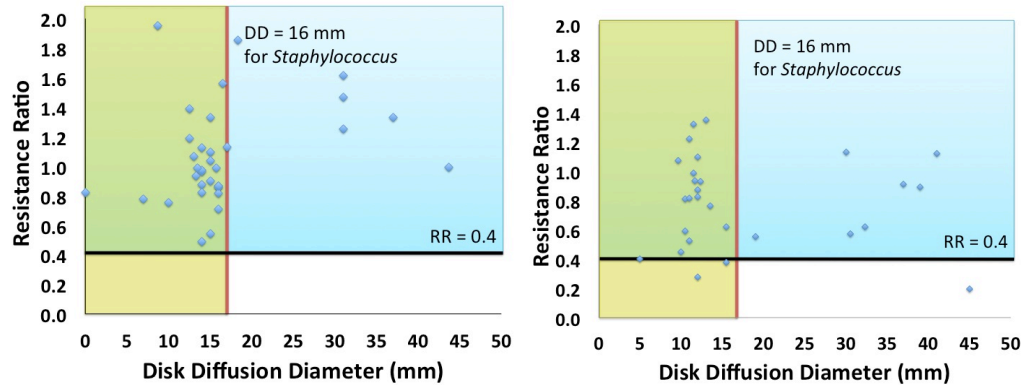 2.0
1.8
1.6
1.4
1.2
1.0
0.8
0.6
0.4
0.2
0.0
Resistance Ratio
DD = 16 mm
for Staphylococcus
RR = 0.4
0 5 10 15 20 25 30 35 40 45 50
Disk Diffusion Diameter (mm)
2.0
1.8
1.6
1.4
1.2
1.0
0.8
0.6
0.4
0.2
0.0
Resistance Ratio
DD = 16 mm
for Staphylococcus
RR = 0.4
0 5 10 15 20 25 30 35 40 45 50
Disk Diffusion Diameter (mm)